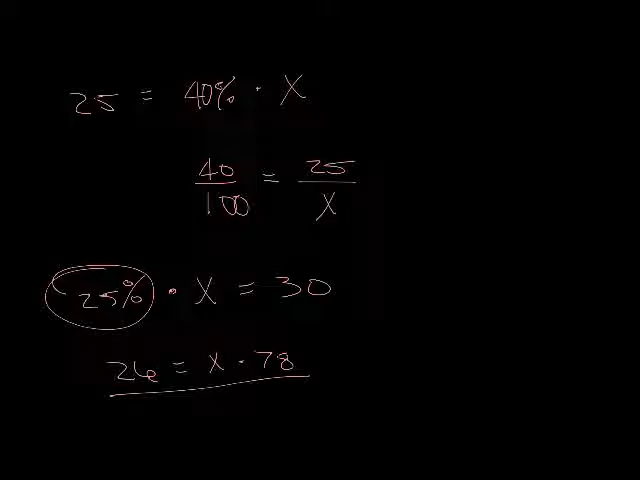 25 = 40% · X
40/100 = 25/X
25% · X = 30
26 = X · 78